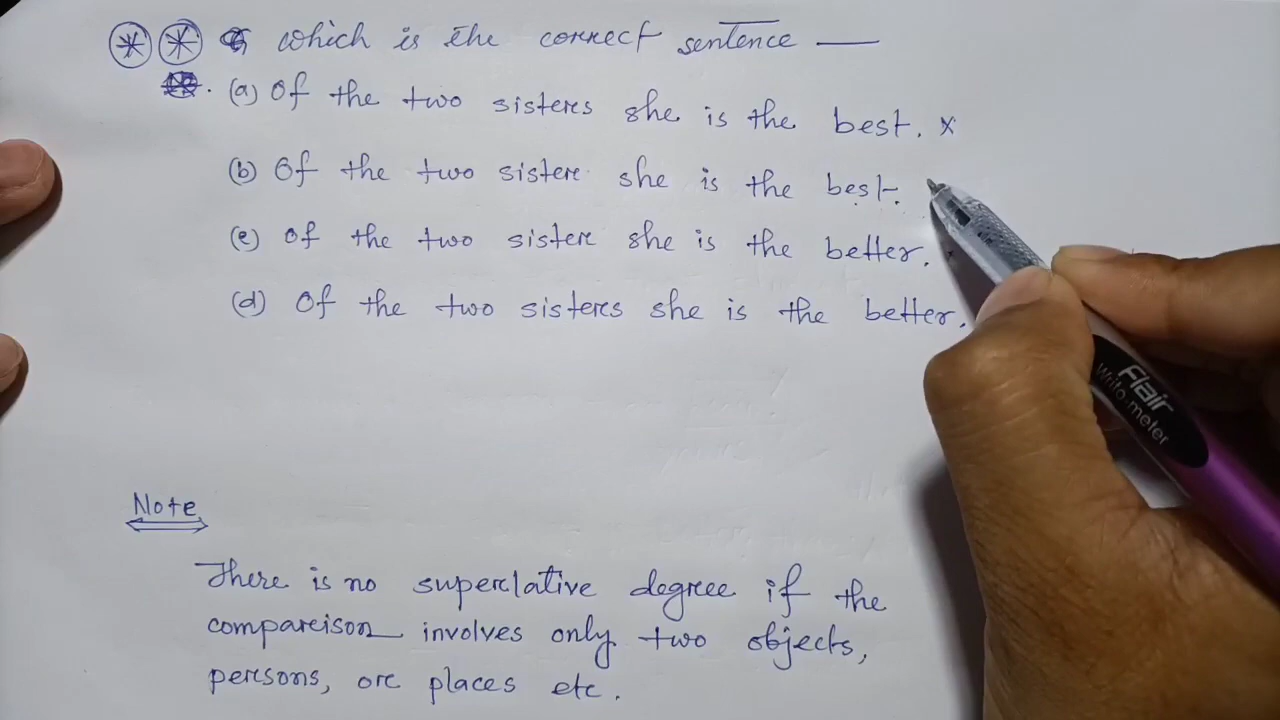 which is the correct sentence —
(a) Of the two sisters she is the best. ×
(b) Of the two sister she is the best.
(c) Of the two sister she is the better.
(d) Of the two sisters she is the better.
Note
There is no superlative degree if the
comparison involves only two objects,
persons, or places etc.
Flair
Writo-meter